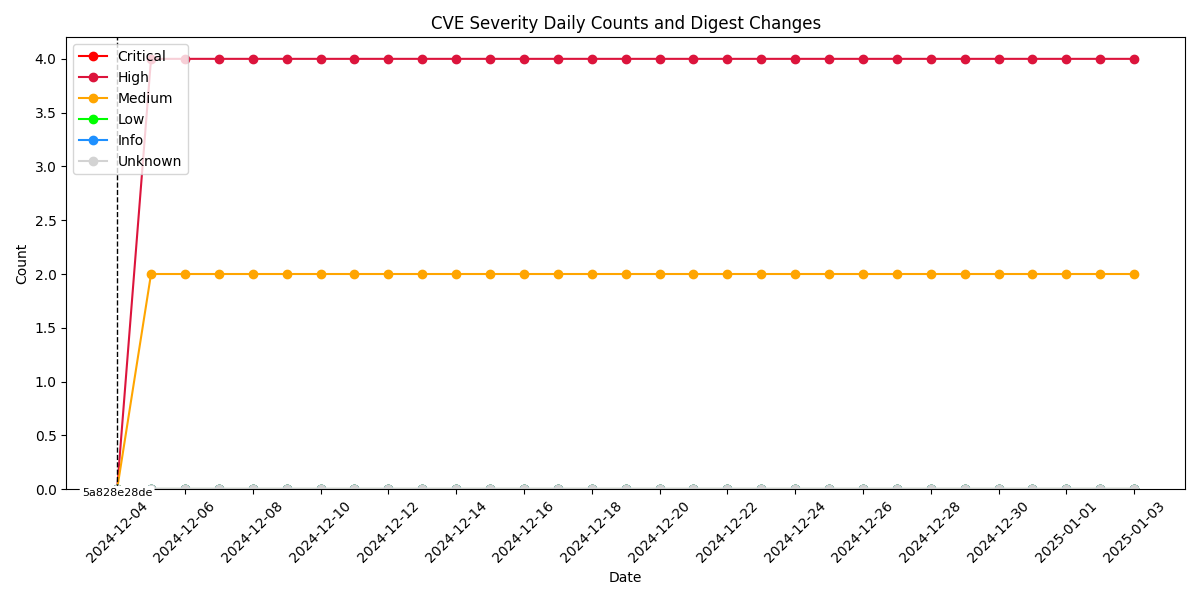 CVE Severity Daily Counts and Digest Changes
Critical
High
Medium
Low
Info
Unknown
Count
4.0
3.5
3.0
2.5
2.0
1.5
1.0
0.5
0.0
5a828e28de
2024-12-04
2024-12-06
2024-12-08
2024-12-10
2024-12-12
2024-12-14
2024-12-16
2024-12-18
2024-12-20
2024-12-22
2024-12-24
2024-12-26
2024-12-28
2024-12-30
2025-01-01
2025-01-03
Date